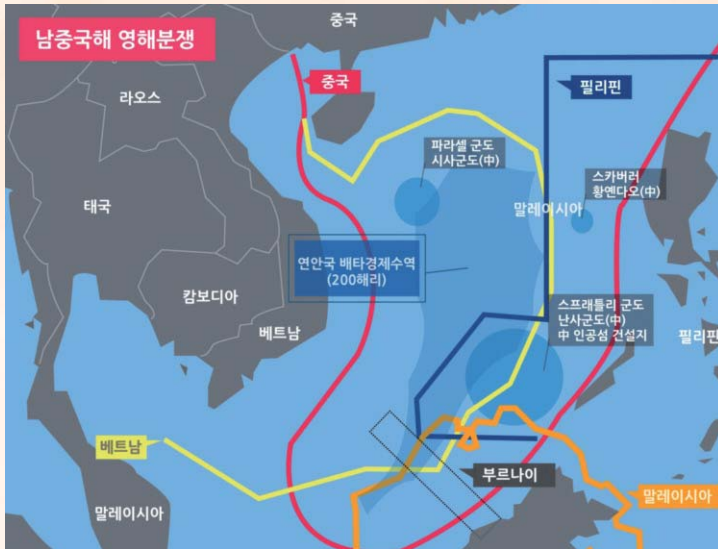 남중국해 영해분쟁
중국
중국
필리핀
라오스
파라셀 군도
시사군도(中)
스카버러
황옌다오(中)
태국
말레이시아
연안국 배타경제수역
(200해리)
캄보디아
스프래틀리 군도
난사군도(中)
中 인공섬 건설지
베트남
필리핀
베트남
부르나이
말레이시아
말레이시아